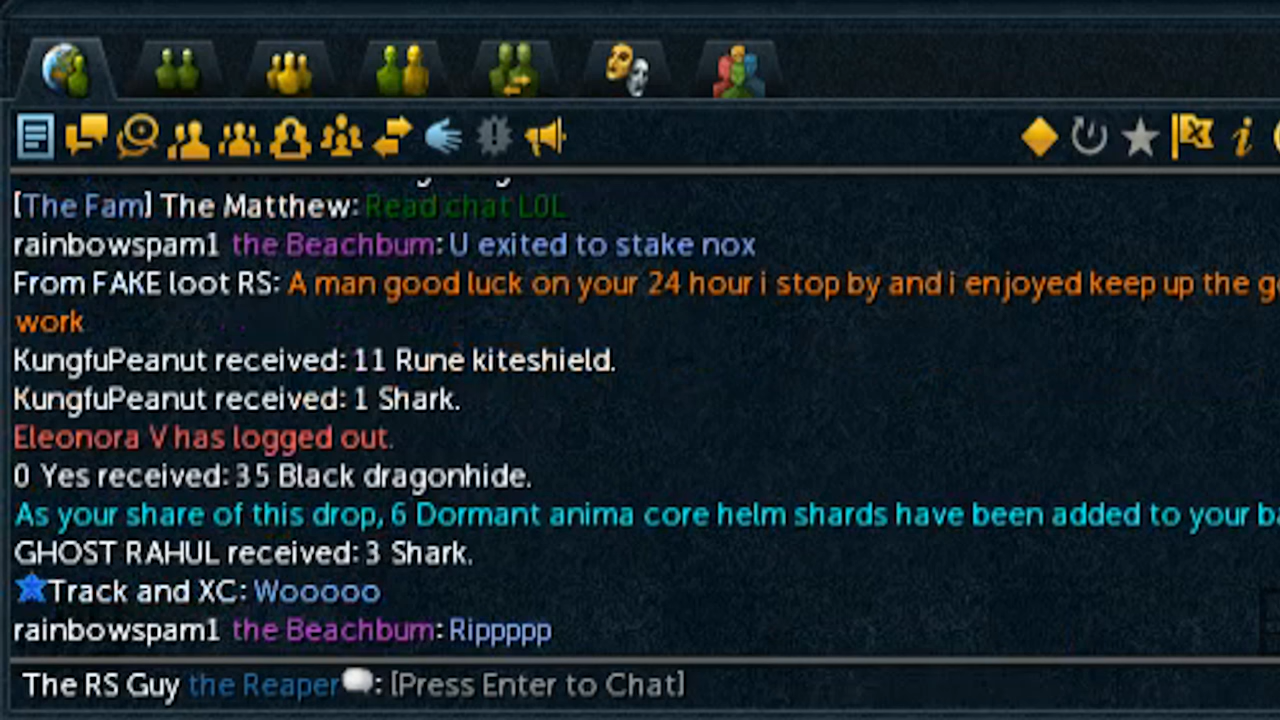 [The Fam] The Matthew: Read chat LOL
rainbowspam1 the Beachbum: U exited to stake nox
From FAKE loot RS: A man good luck on your 24 hour i stop by and i enjoyed keep up the
work
KungfuPeanut received: 11 Rune kiteshield.
KungfuPeanut received: 1 Shark.
Eleonora V has logged out.
0 Yes received: 35 Black dragonhide.
As your share of this drop, 6 Dormant anima core helm shards have been added to your
GHOST RAHUL received: 3 Shark.
Track and XC: Wooooo
rainbowspam1 the Beachbum: Rippppp
The RS Guy the Reaper: [Press Enter to Chat]